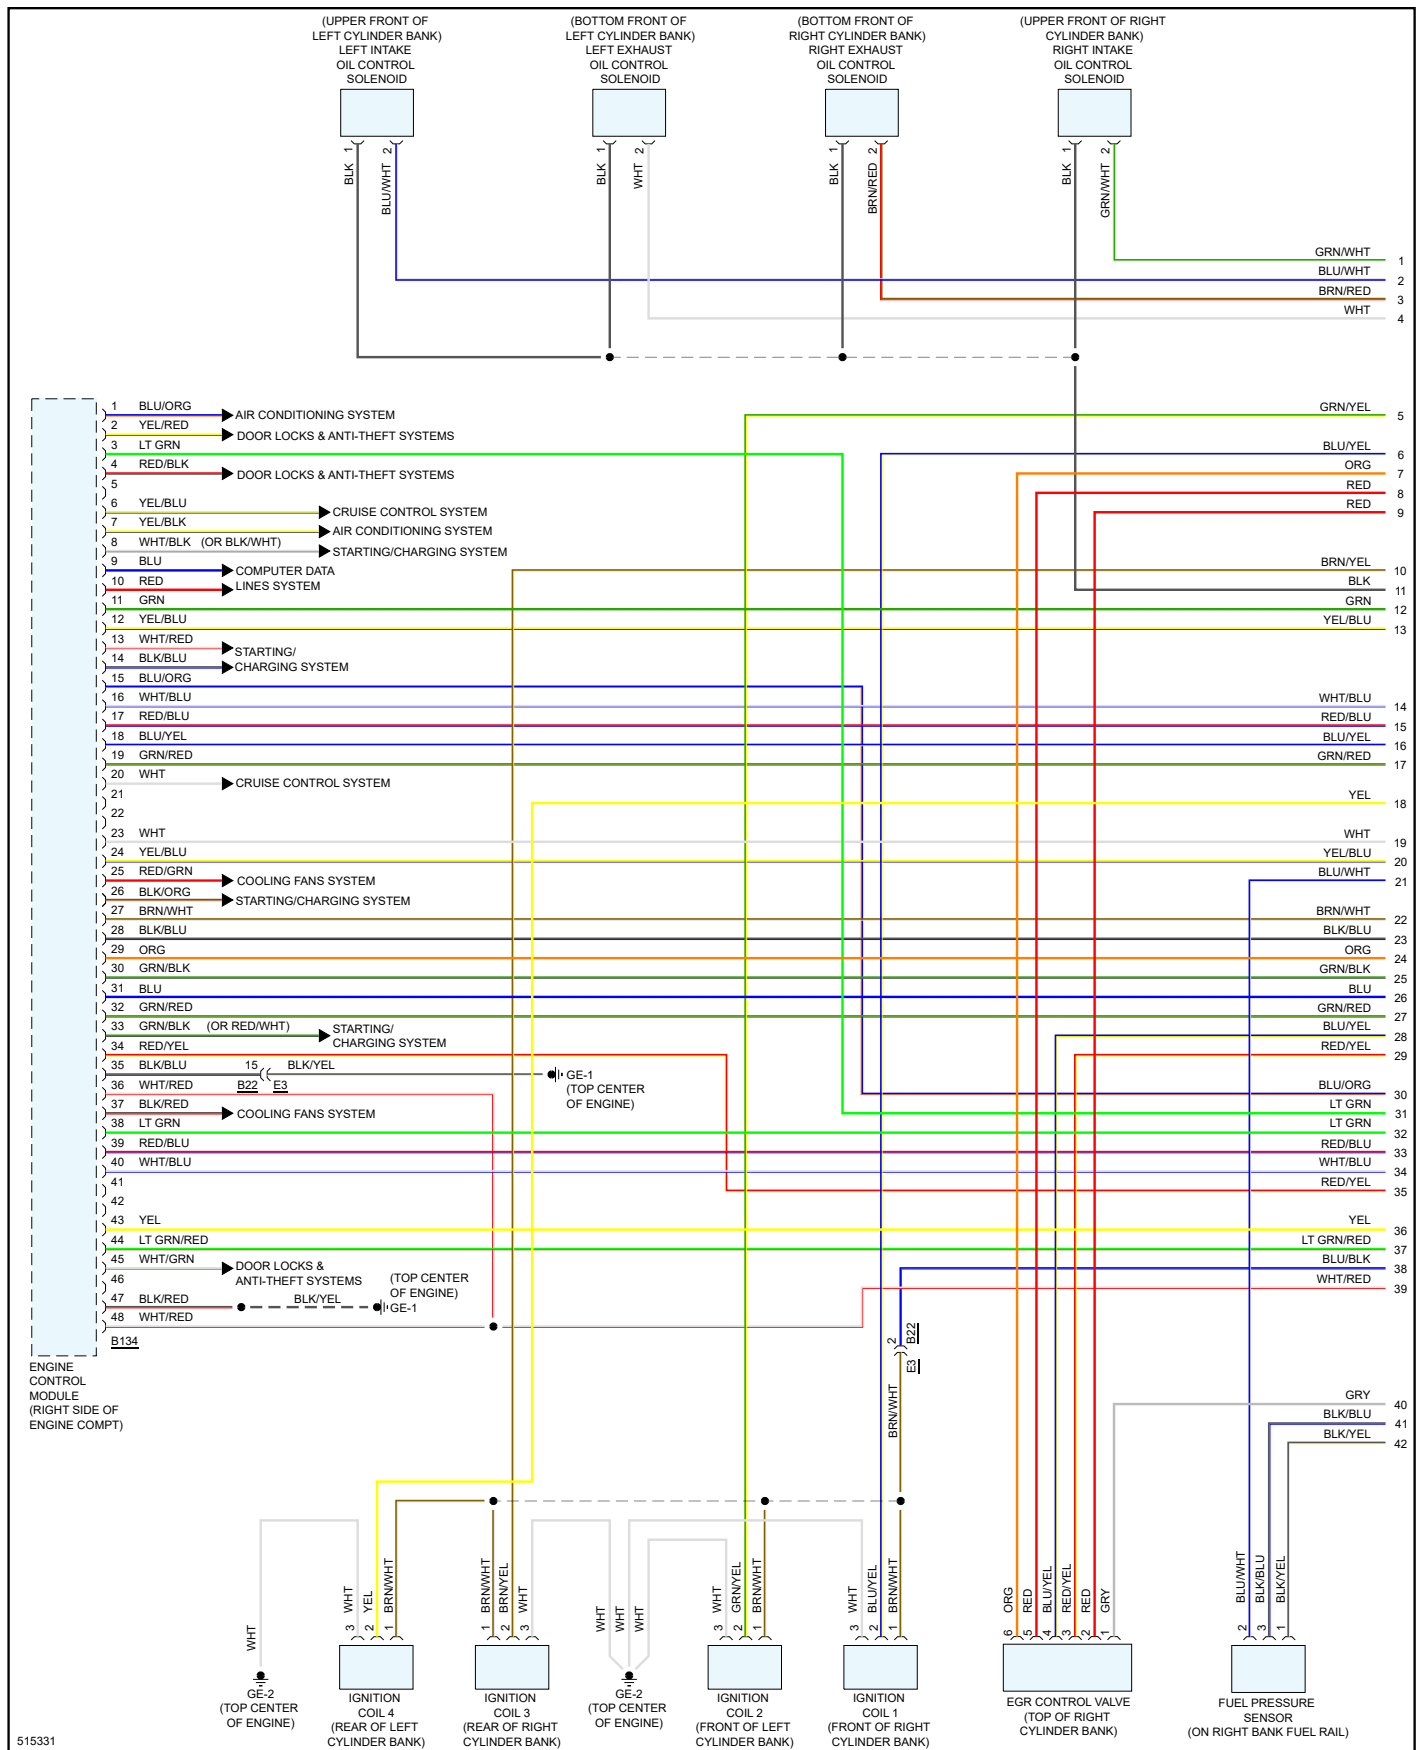 (UPPER FRONT OF
LEFT CYLINDER BANK)
LEFT INTAKE
OIL CONTROL
SOLENOID
(BOTTOM FRONT OF
LEFT CYLINDER BANK)
LEFT EXHAUST
OIL CONTROL
SOLENOID
(BOTTOM FRONT OF
RIGHT CYLINDER BANK)
RIGHT EXHAUST
OIL CONTROL
SOLENOID
(UPPER FRONT OF RIGHT
CYLINDER BANK)
RIGHT INTAKE
OIL CONTROL
SOLENOID
BLK 1
BLU/WHT 2
BLK 1
WHT 2
BLK 1
BRN/RED 2
BLK 1
GRN/WHT 2
GRN/WHT 1
BLU/WHT 2
BRN/RED 3
WHT 4
GRN/YEL 5
BLU/YEL 6
ORG 7
RED 8
RED 9
BRN/YEL 10
BLK 11
GRN 12
YEL/BLU 13
WHT/BLU 14
RED/BLU 15
BLU/YEL 16
GRN/RED 17
YEL 18
WHT 19
YEL/BLU 20
BLU/WHT 21
BRN/WHT 22
BLK/BLU 23
ORG 24
GRN/BLK 25
BLU 26
GRN/RED 27
BLU/YEL 28
RED/YEL 29
BLU/ORG 30
LT GRN 31
LT GRN 32
RED/BLU 33
WHT/BLU 34
RED/YEL 35
YEL 36
LT GRN/RED 37
BLU/BLK 38
WHT/RED 39
GRY 40
BLK/BLU 41
BLK/YEL 42
1 BLU/ORG AIR CONDITIONING SYSTEM
2 YEL/RED DOOR LOCKS & ANTI-THEFT SYSTEMS
3 LT GRN
4 RED/BLK DOOR LOCKS & ANTI-THEFT SYSTEMS
5
6 YEL/BLU CRUISE CONTROL SYSTEM
7 YEL/BLK AIR CONDITIONING SYSTEM
8 WHT/BLK (OR BLK/WHT) STARTING/CHARGING SYSTEM
9 BLU COMPUTER DATA
10 RED LINES SYSTEM
11 GRN
12 YEL/BLU
13 WHT/RED STARTING/
14 BLK/BLU CHARGING SYSTEM
15 BLU/ORG
16 WHT/BLU
17 RED/BLU
18 BLU/YEL
19 GRN/RED
20 WHT CRUISE CONTROL SYSTEM
21
22
23 WHT
24 YEL/BLU
25 RED/GRN COOLING FANS SYSTEM
26 BLK/ORG STARTING/CHARGING SYSTEM
27 BRN/WHT
28 BLK/BLU
29 ORG
30 GRN/BLK
31 BLU
32 GRN/RED
33 GRN/BLK (OR RED/WHT) STARTING/
CHARGING SYSTEM
34 RED/YEL
35 BLK/BLU 15 BLK/YEL GE-1
(TOP CENTER
OF ENGINE)
36 WHT/RED B22 E3
37 BLK/RED COOLING FANS SYSTEM
38 LT GRN
39 RED/BLU
40 WHT/BLU
41
42
43 YEL
44 LT GRN/RED
45 WHT/GRN DOOR LOCKS &
ANTI-THEFT SYSTEMS
46
47 BLK/RED BLK/YEL GE-1
(TOP CENTER
OF ENGINE)
48 WHT/RED
B134
ENGINE
CONTROL
MODULE
(RIGHT SIDE OF
ENGINE COMPT)
2 B22
E3
BRN/WHT
WHT
GE-2
(TOP CENTER
OF ENGINE)
WHT 3
YEL 2
BRN/WHT 1
IGNITION
COIL 4
(REAR OF LEFT
CYLINDER BANK)
BRN/WHT 1
BRN/YEL 2
WHT 3
IGNITION
COIL 3
(REAR OF RIGHT
CYLINDER BANK)
WHT
WHT
WHT
GE-2
(TOP CENTER
OF ENGINE)
WHT 3
GRN/YEL 2
BRN/WHT 1
IGNITION
COIL 2
(FRONT OF LEFT
CYLINDER BANK)
WHT 3
BLU/YEL 2
BRN/WHT 1
IGNITION
COIL 1
(FRONT OF RIGHT
CYLINDER BANK)
ORG 6
RED 5
BLU/YEL 4
RED/YEL 3
RED 2
GRY 1
EGR CONTROL VALVE
(TOP OF RIGHT
CYLINDER BANK)
BLU/WHT 2
BLK/BLU 3
BLK/YEL 1
FUEL PRESSURE
SENSOR
(ON RIGHT BANK FUEL RAIL)
515331